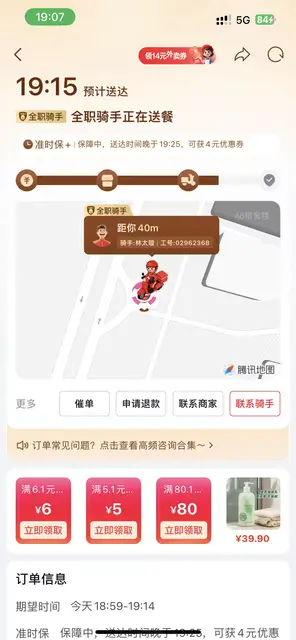 19:07
5G
84
领14元外卖券
19:15 预计送达
全职骑手 全职骑手正在送餐
准时保+ 保障中，送达时间晚于19:25，可获4元优惠券
全职骑手
距你40m
骑手:林太璇 | 工号:02962368
腾讯地图
更多 催单 申请退款 联系商家 联系骑手
订单常见问题？点击查看高频咨询合集～
满6.1元... 满5.1元... 满80.1...
¥6 ¥5 ¥80
立即领取 立即领取 立即领取 ¥39.90
订单信息
期望时间 今天18:59-19:14
准时保 保障中，送达时间晚于19:25，可获4元优惠